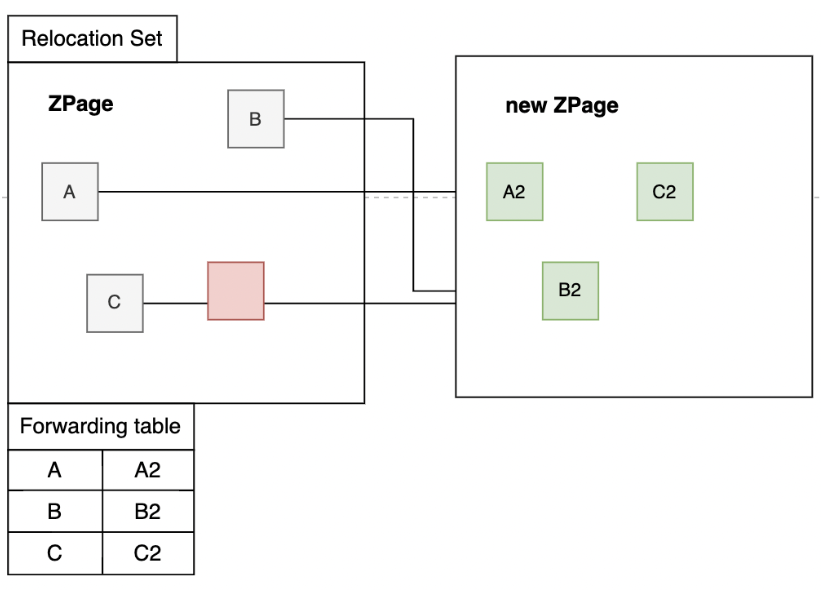 Relocation Set
ZPage
B
A
C
new ZPage
A2
C2
B2
Forwarding table
A A2
B B2
C C2